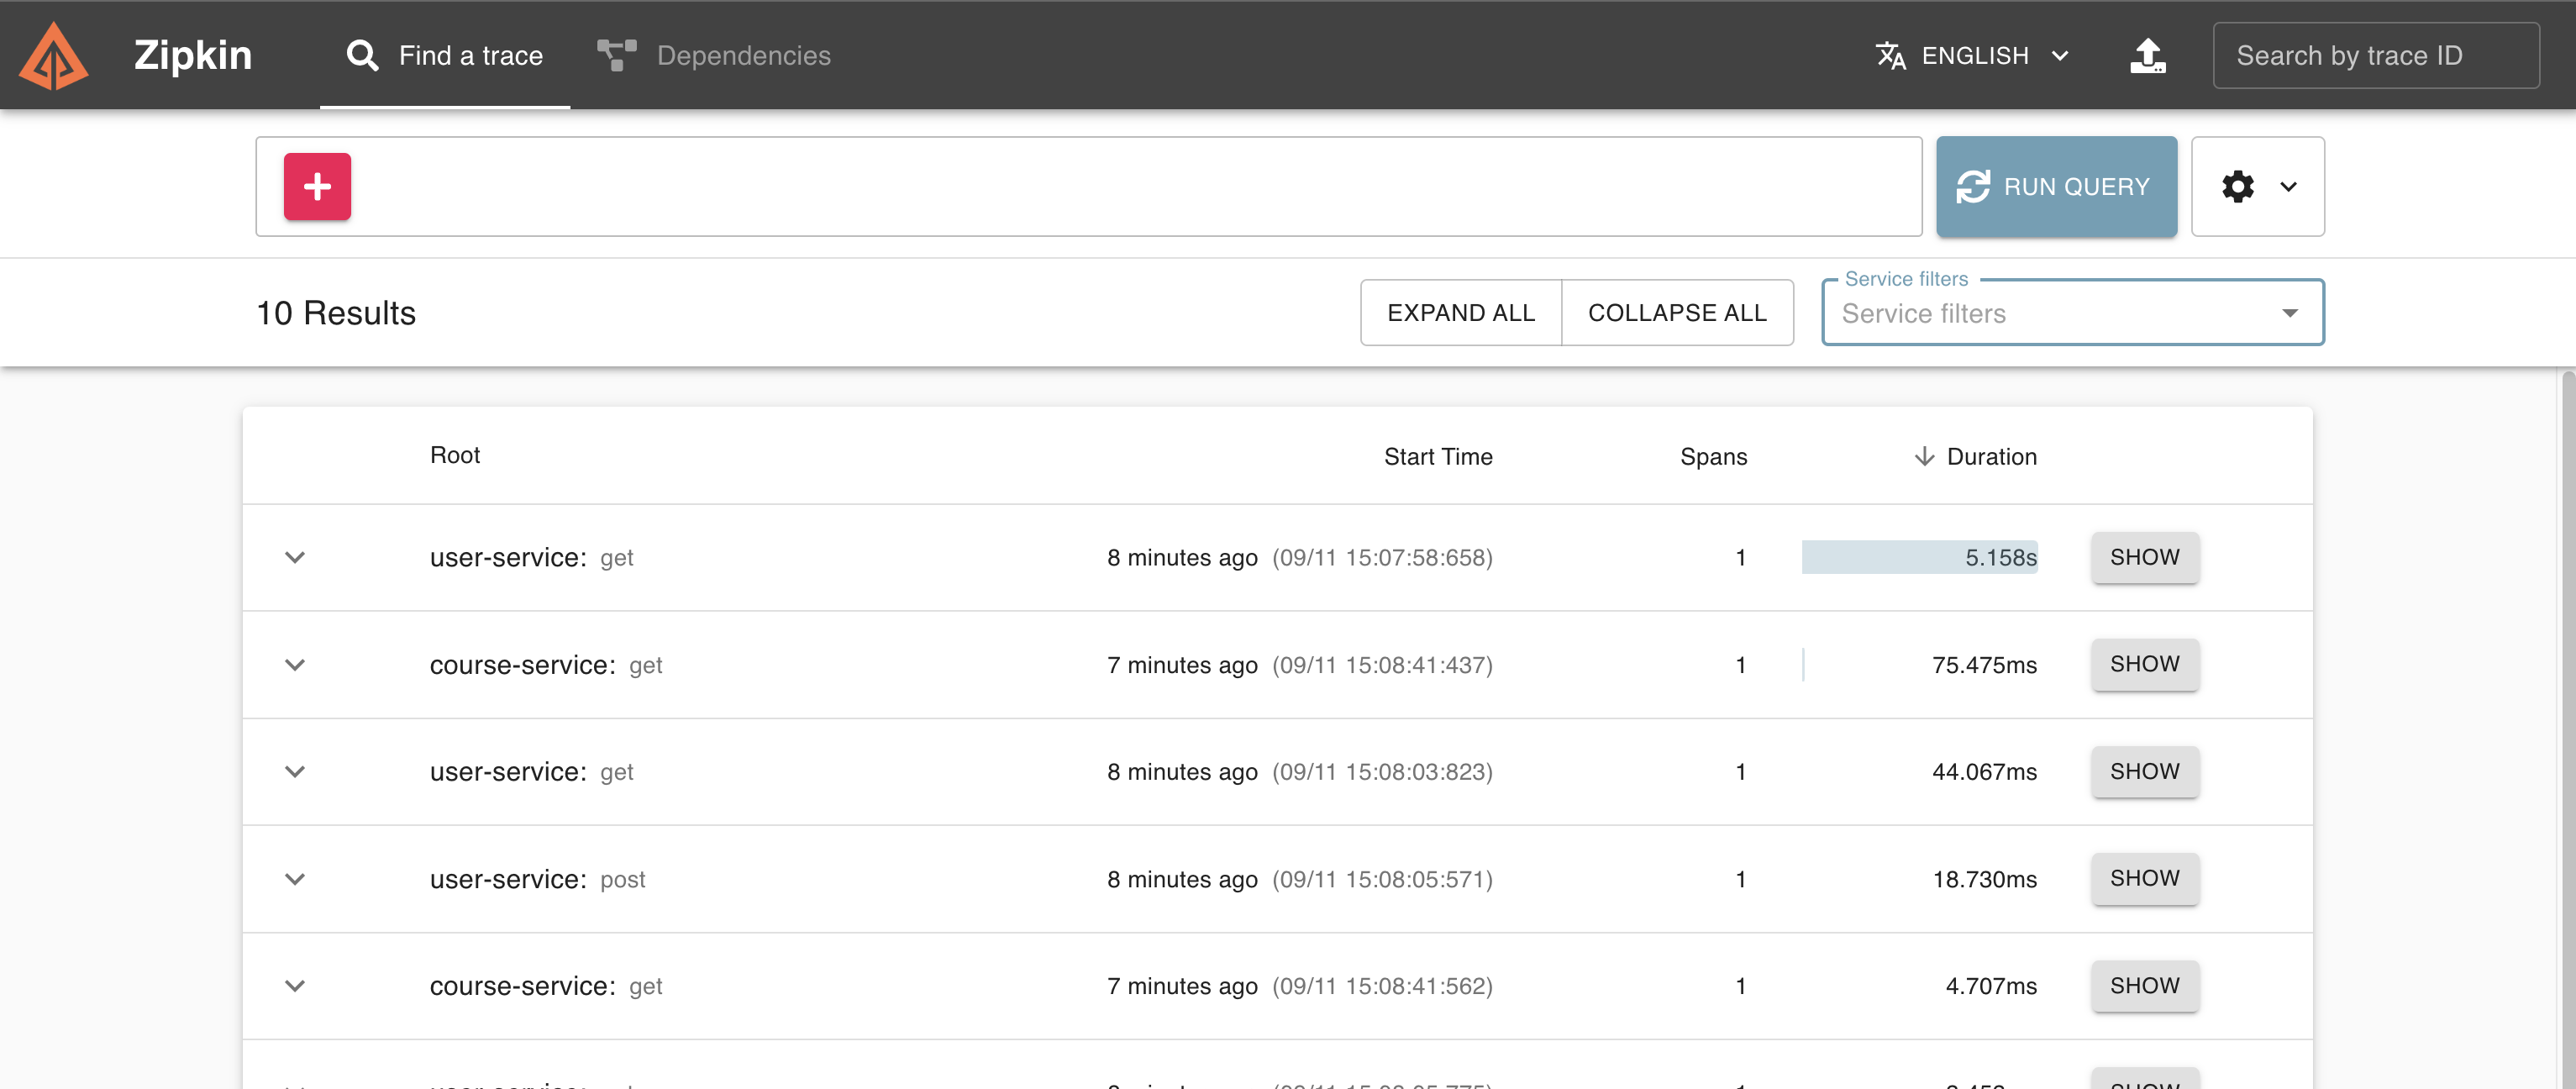 Zipkin Find a trace Dependencies ENGLISH Search by trace ID
RUN QUERY
10 Results EXPAND ALL COLLAPSE ALL Service filters
Service filters
Root Start Time Spans Duration
user-service: get 8 minutes ago (09/11 15:07:58:658) 1 5.158s SHOW
course-service: get 7 minutes ago (09/11 15:08:41:437) 1 75.475ms SHOW
user-service: get 8 minutes ago (09/11 15:08:03:823) 1 44.067ms SHOW
user-service: post 8 minutes ago (09/11 15:08:05:571) 1 18.730ms SHOW
course-service: get 7 minutes ago (09/11 15:08:41:562) 1 4.707ms SHOW